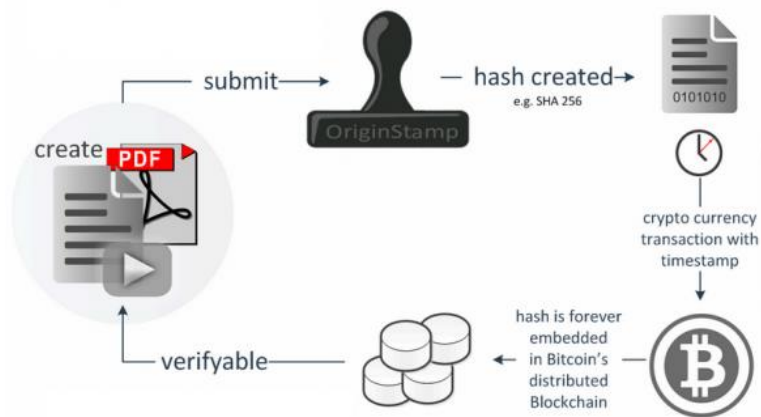 create
PDF
submit
OriginStamp
hash created
e.g. SHA 256
0101010
crypto currency
transaction with
timestamp
hash is forever
embedded
in Bitcoin's
distributed
Blockchain
verifyable